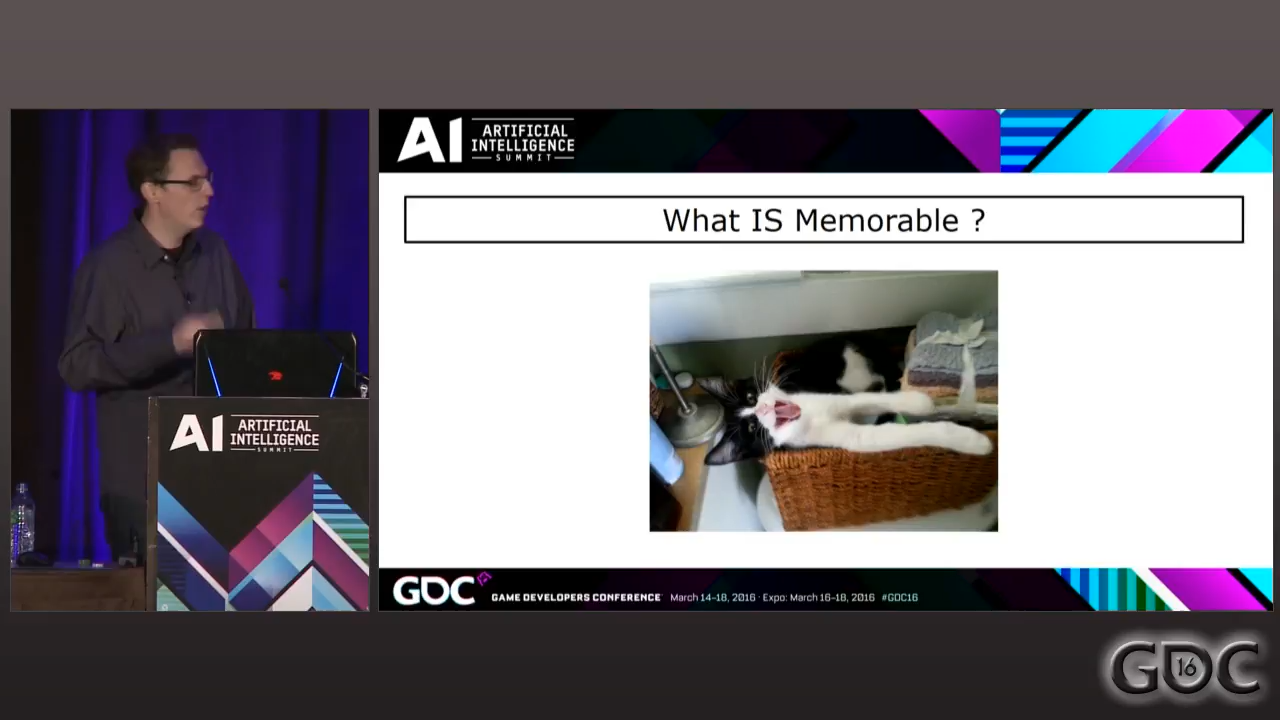 AI ARTIFICIAL
INTELLIGENCE
SUMMIT
What IS Memorable ?
AI ARTIFICIAL
INTELLIGENCE
SUMMIT
GDC GAME DEVELOPERS CONFERENCE March 14-18, 2016 · Expo: March 16-18, 2016 #GDC16
GDC 16